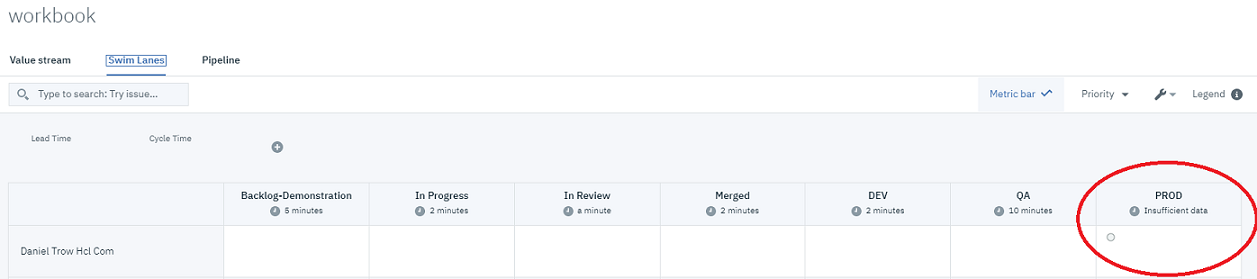 workbook
Value stream Swim Lanes Pipeline
Type to search: Try issue... Metric bar Priority Legend
Lead Time Cycle Time
Backlog-Demonstration In Progress In Review Merged DEV QA PROD
5 minutes 2 minutes a minute 2 minutes 2 minutes 10 minutes Insufficient data
Daniel Trow Hcl Com